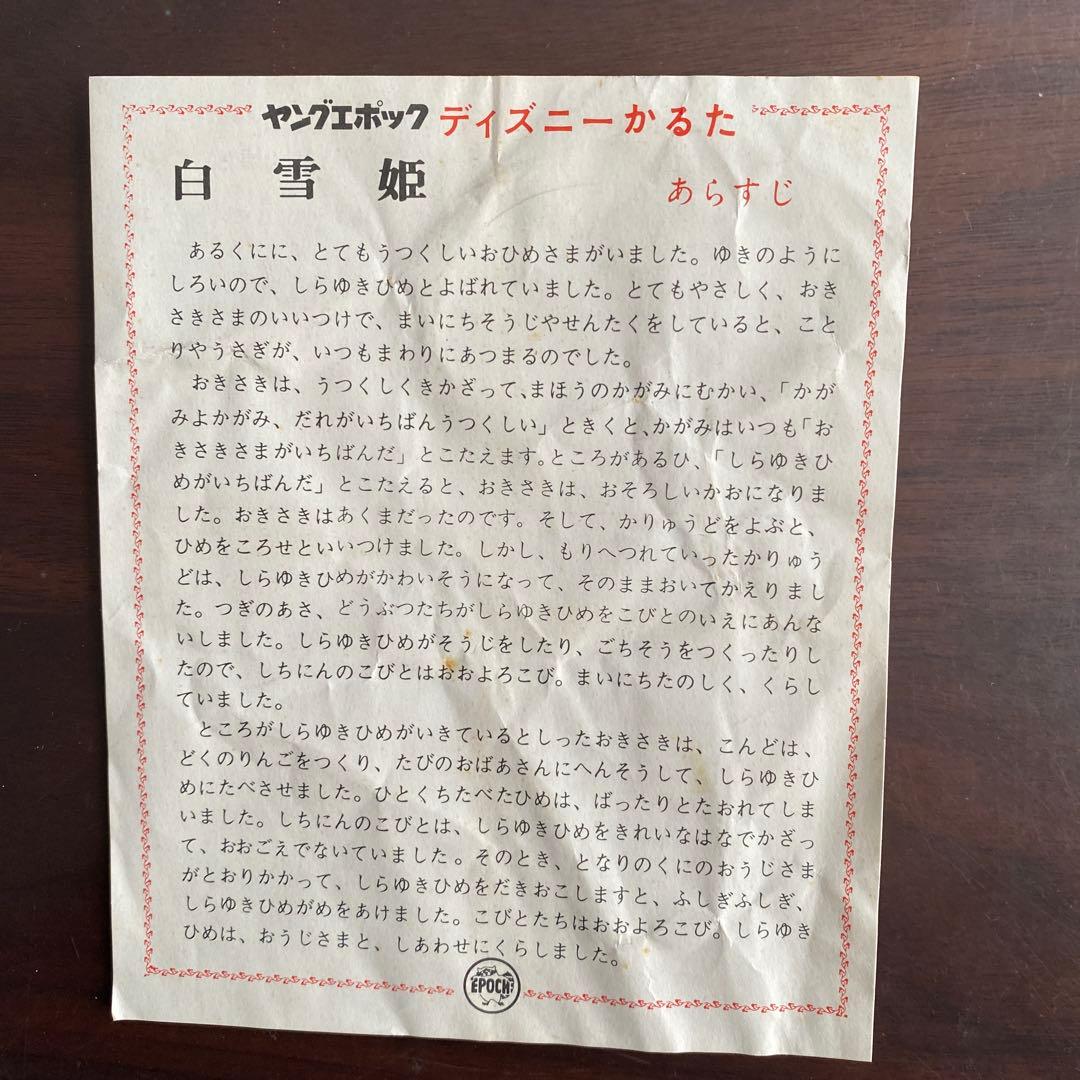 ヤングエポック ディズニーかるた
白雪姫 あらすじ
あるくにに、とてもうつくしいおひめさまがいました。ゆきのように
しろいので、しらゆきひめとよばれていました。とてもやさしく、おき
さきさまのいいつけで、まいにちそうじやせんたくをしていると、こと
りやうさぎが、いつもまわりにあつまるのでした。
おきさきは、うつくしくきかざって、まほうのかがみにむかい、「かが
みよかがみ、だれがいちばんうつくしい」ときくと、かがみはいつも「お
きさきさまがいちばんだ」とこたえます。ところがあるひ、「しらゆきひ
めがいちばんだ」とこたえると、おきさきは、おそろしいかおになりま
した。おきさきはあくまだったのです。そして、かりゅうどをよぶと、
ひめをころせといいつけました。しかし、もりへつれていったかりゅう
どは、しらゆきひめがかわいそうになって、そのままおいてかえりまし
た。つぎのあさ、どうぶつたちがしらゆきひめをこびとのいえにあんな
いしました。しらゆきひめがそうじをしたり、ごちそうをつくったりし
たので、しちにんのこびとはおおよろこび。まいにちたのしく、くらし
ていました。
ところがしらゆきひめがいきているとしったおきさきは、こんどは、
どくのりんごをつくり、たびのおばあさんにへんそうして、しらゆきひ
めにたべさせました。ひとくちたべたひめは、ばったりとたおれてしま
いました。しちにんのこびとは、しらゆきひめをきれいなはなでかざっ
て、おおごえでないていました。そのとき、となりのくにのおうじさま
がとおりかかって、しらゆきひめをだきおこしますと、ふしぎふしぎ、
しらゆきひめがめをあけました。こびとたちはおおよろこび。しらゆき
ひめは、おうじさまと、しあわせにくらしました。
EPOCH